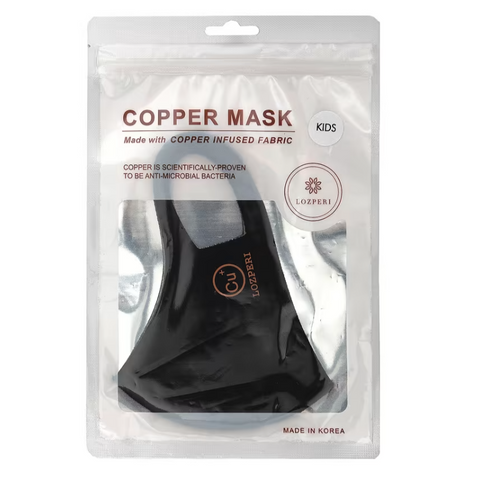 COPPER MASK
Made with COPPER INFUSED FABRIC
KIDS
COPPER IS SCIENTIFICALLY-PROVEN
TO BE ANTI-MICROBIAL BACTERIA
LOZPERI
Cu+
LOZPERI
MADE IN KOREA